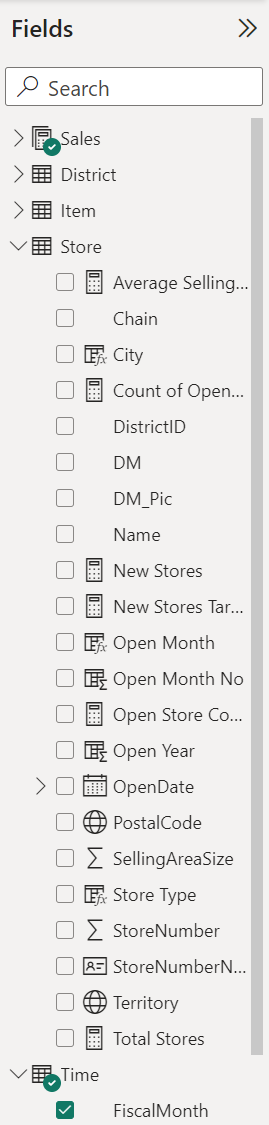 Fields
Search
Sales
District
Item
Store
Average Selling...
Chain
City
Count of Open...
DistrictID
DM
DM_Pic
Name
New Stores
New Stores Tar...
Open Month
Open Month No
Open Store Co...
Open Year
OpenDate
PostalCode
SellingAreaSize
Store Type
StoreNumber
StoreNumberN...
Territory
Total Stores
Time
FiscalMonth